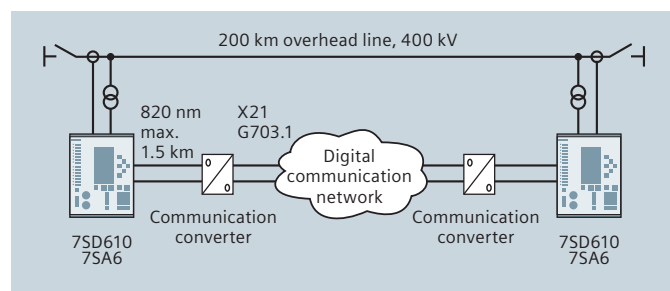 200 km overhead line, 400 kV
820 nm
max.
1.5 km
X21
G703.1
Digital
communication
network
Communication
converter
Communication
converter
7SD610
7SA6
7SD610
7SA6